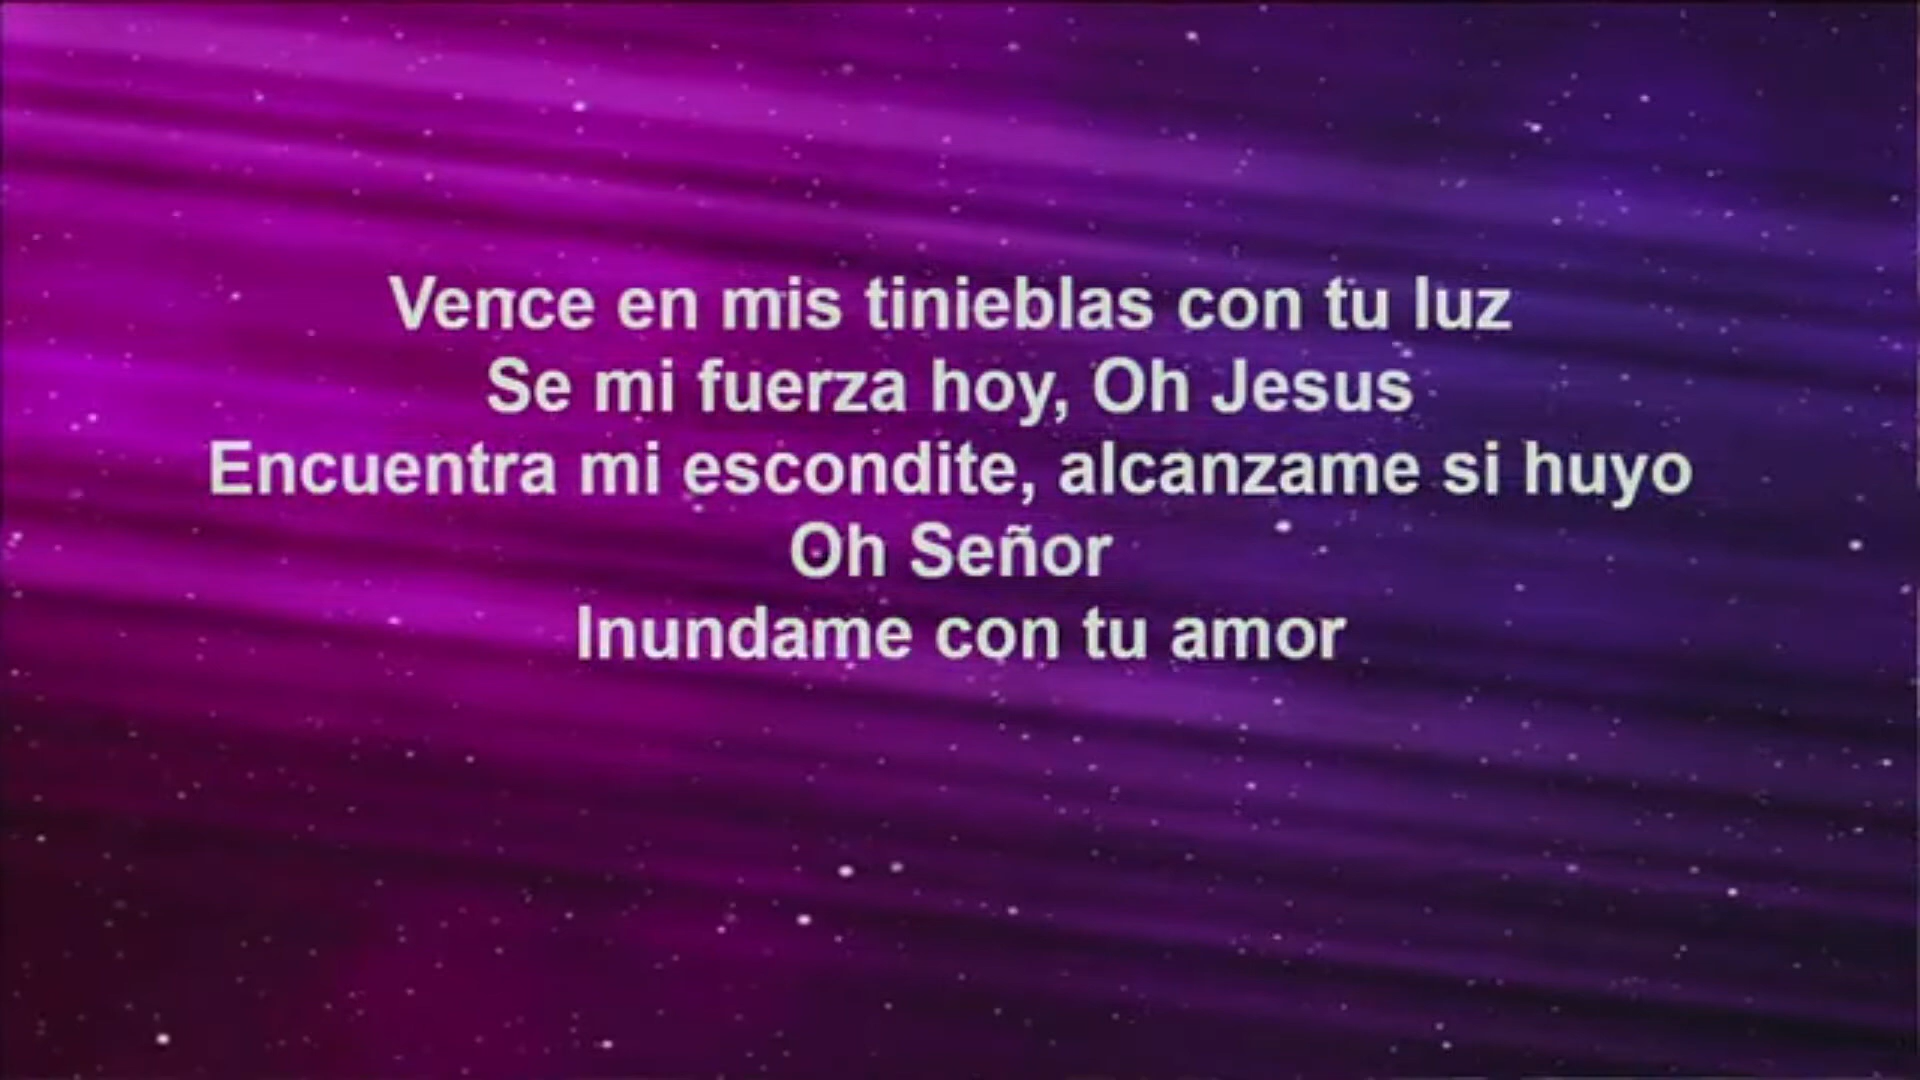 Vence en mis tinieblas con tu luz
Se mi fuerza hoy, Oh Jesus
Encuentra mi escondite, alcanzame si huyo
Oh Señor
Inundame con tu amor